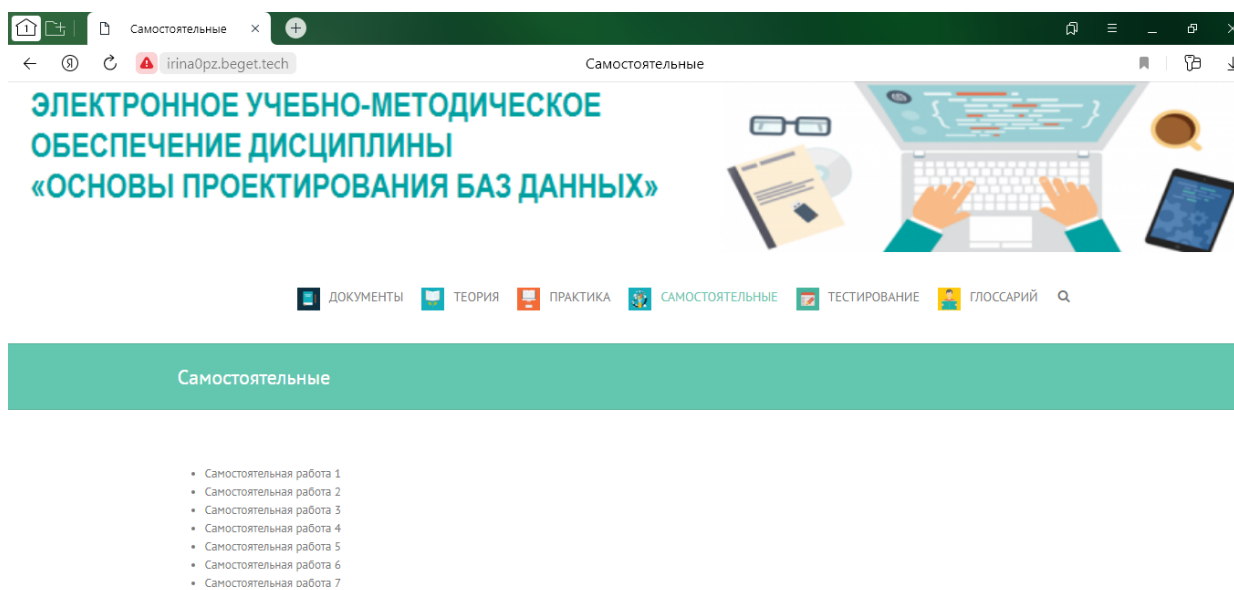 1
Самостоятельные
irina0pz.beget.tech
Самостоятельные
ЭЛЕКТРОННОЕ УЧЕБНО-МЕТОДИЧЕСКОЕ
ОБЕСПЕЧЕНИЕ ДИСЦИПЛИНЫ
«ОСНОВЫ ПРОЕКТИРОВАНИЯ БАЗ ДАННЫХ»
ДОКУМЕНТЫ ТЕОРИЯ ПРАКТИКА САМОСТОЯТЕЛЬНЫЕ ТЕСТИРОВАНИЕ ГЛОССАРИЙ
Самостоятельные
Самостоятельная работа 1
Самостоятельная работа 2
Самостоятельная работа 3
Самостоятельная работа 4
Самостоятельная работа 5
Самостоятельная работа 6
Самостоятельная работа 7